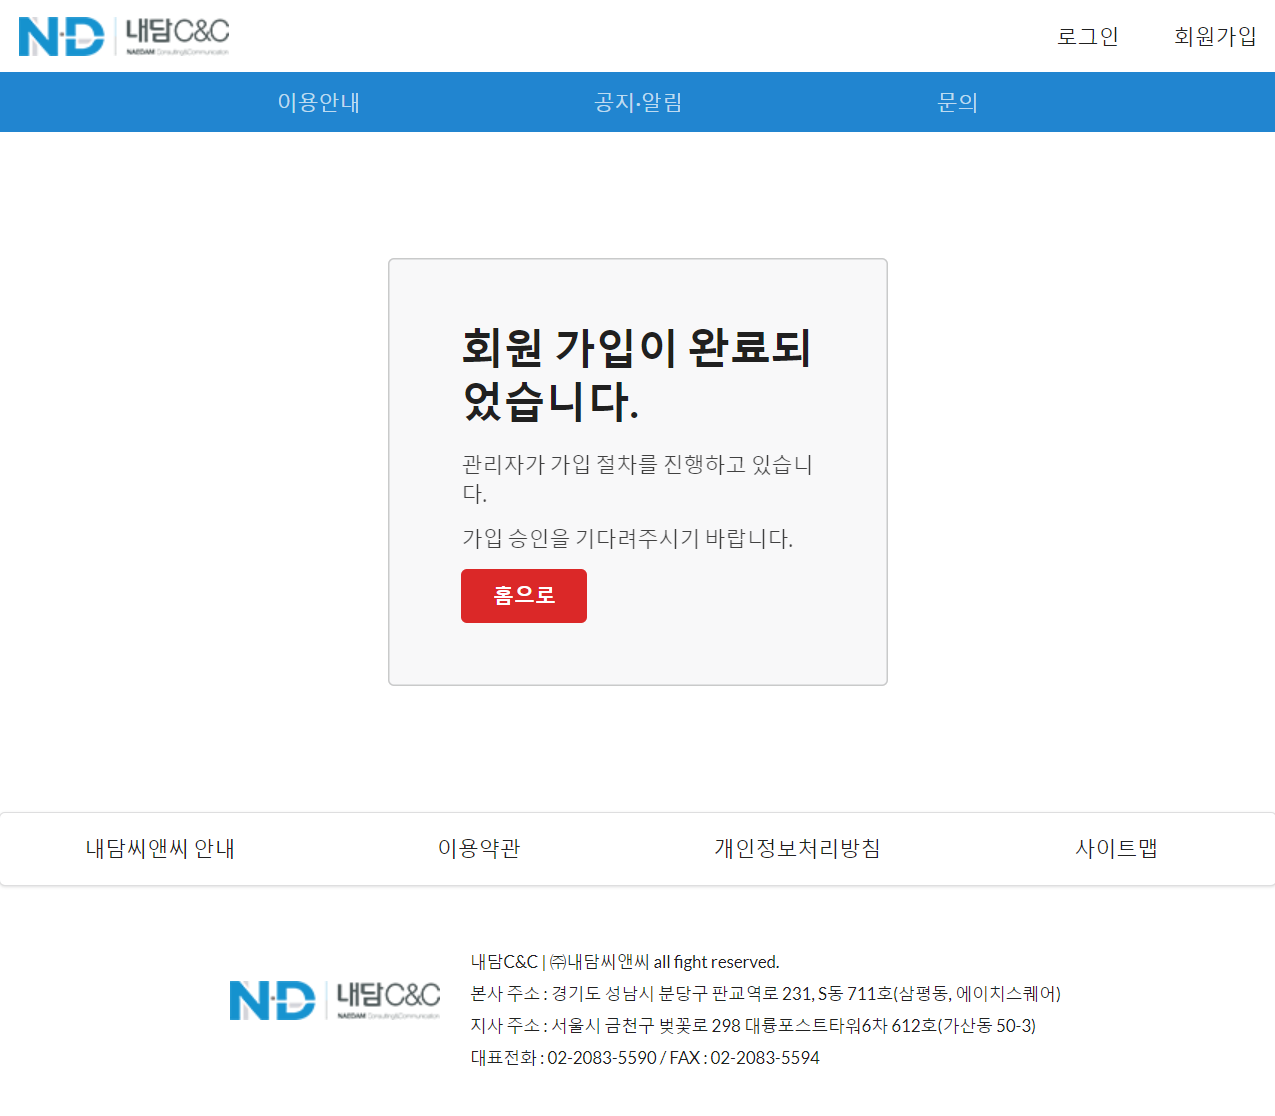 N·D 내담C&C
NAEDAM Consulting&Communication
로그인 회원가입
이용안내 공지·알림 문의
회원 가입이 완료되
었습니다.
관리자가 가입 절차를 진행하고 있습니
다.
가입 승인을 기다려주시기 바랍니다.
홈으로
내담씨앤씨 안내 이용약관 개인정보처리방침 사이트맵
N·D 내담C&C
NAEDAM Consulting&Communication
내담C&C | ㈜내담씨앤씨 all fight reserved.
본사 주소 : 경기도 성남시 분당구 판교역로 231, S동 711호(삼평동, 에이치스퀘어)
지사 주소 : 서울시 금천구 벚꽃로 298 대륭포스트타워6차 612호(가산동 50-3)
대표전화 : 02-2083-5590 / FAX : 02-2083-5594